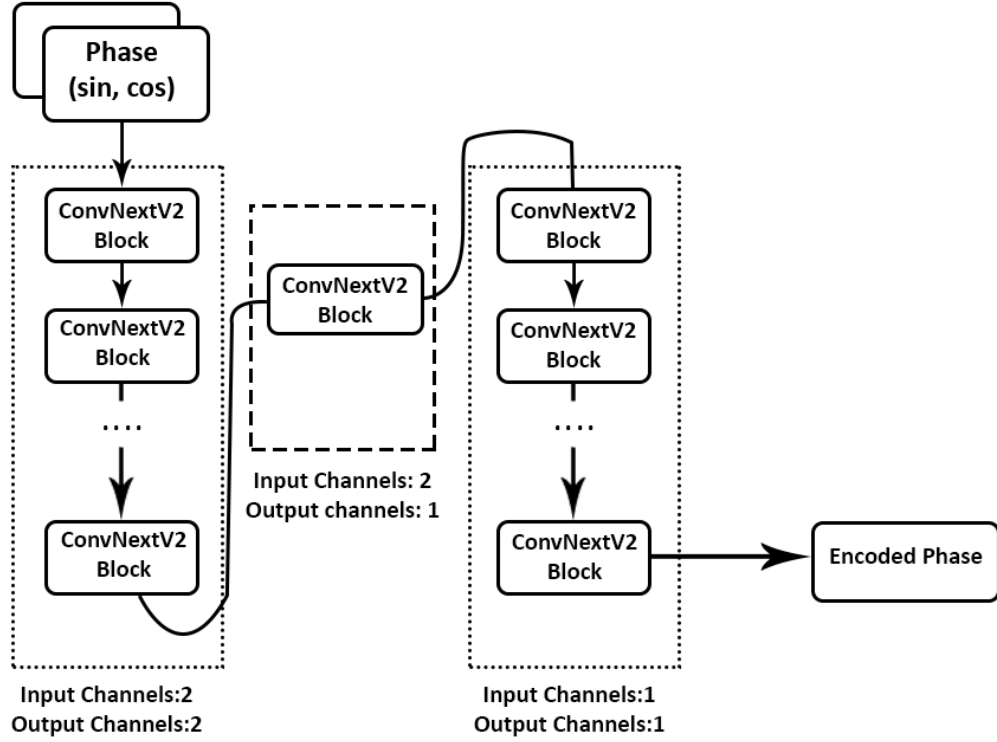 Phase
(sin, cos)
ConvNextV2
Block
ConvNextV2
Block
....
ConvNextV2
Block
Input Channels:2
Output Channels:2
ConvNextV2
Block
Input Channels: 2
Output channels: 1
ConvNextV2
Block
ConvNextV2
Block
....
ConvNextV2
Block
Input Channels:1
Output Channels:1
Encoded Phase